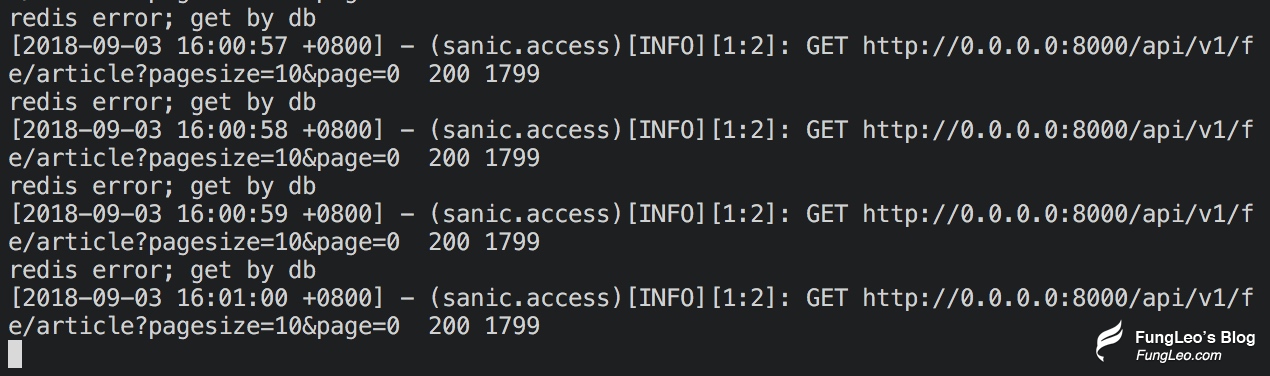 redis error; get by db
[2018-09-03 16:00:57 +0800] - (sanic.access)[INFO][1:2]: GET http://0.0.0.0:8000/api/v1/f
e/article?pagesize=10&page=0  200 1799
redis error; get by db
[2018-09-03 16:00:58 +0800] - (sanic.access)[INFO][1:2]: GET http://0.0.0.0:8000/api/v1/f
e/article?pagesize=10&page=0  200 1799
redis error; get by db
[2018-09-03 16:00:59 +0800] - (sanic.access)[INFO][1:2]: GET http://0.0.0.0:8000/api/v1/f
e/article?pagesize=10&page=0  200 1799
redis error; get by db
[2018-09-03 16:01:00 +0800] - (sanic.access)[INFO][1:2]: GET http://0.0.0.0:8000/api/v1/f
e/article?pagesize=10&page=0  200 1799
FungLeo's Blog
FungLeo.com